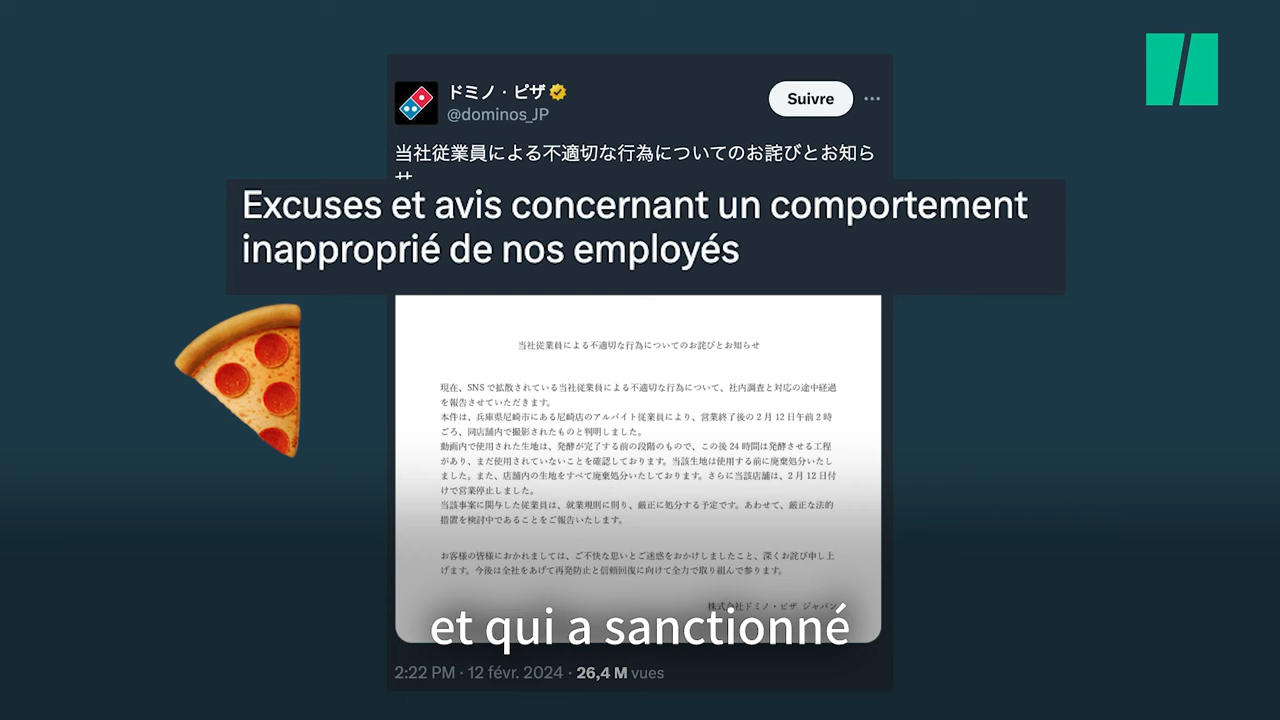 ドミノ・ピザ
@dominos_JP
Suivre
当社従業員による不適切な行為についてのお詫びとお知ら
せ
Excuses et avis concernant un comportement
inapproprié de nos employés
当社従業員による不適切な行為についてのお詫びとお知らせ
現在、SNS で拡散されている当社従業員による不適切な行為について、社内調査と対応の途中経過
を報告させていただきます。
本件は、兵庫県尼崎市にある尼崎店のアルバイト従業員により、営業終了後の 2 月 12 日午前 2 時
ごろ、同店舗内で撮影されたものと判明しました。
動画内で使用された生地は、発酵が完了する前の段階のもので、この後 24 時間は発酵させる工程
があり、まだ使用されていないことを確認しております。当該生地は使用する前に廃棄処分いたし
ました。また、店舗内の生地をすべて廃棄処分いたしております。さらに当該店舗は、2 月 12 日付
けで営業停止しました。
当該事案に関与した従業員は、就業規則に則り、厳正に処分する予定です。あわせて、厳正な法的
措置を検討中であることをご報告いたします。
お客様の皆様におかれましては、ご不快な思いとご迷惑をおかけしましたこと、深くお詫び申し上
げます。今後は全社をあげて再発防止と信頼回復に向けて全力で取り組んで参ります。
株式会社ドミノ・ピザ ジャパン
et qui a sanctionné
2:22 PM · 12 févr. 2024 · 26,4 M vues